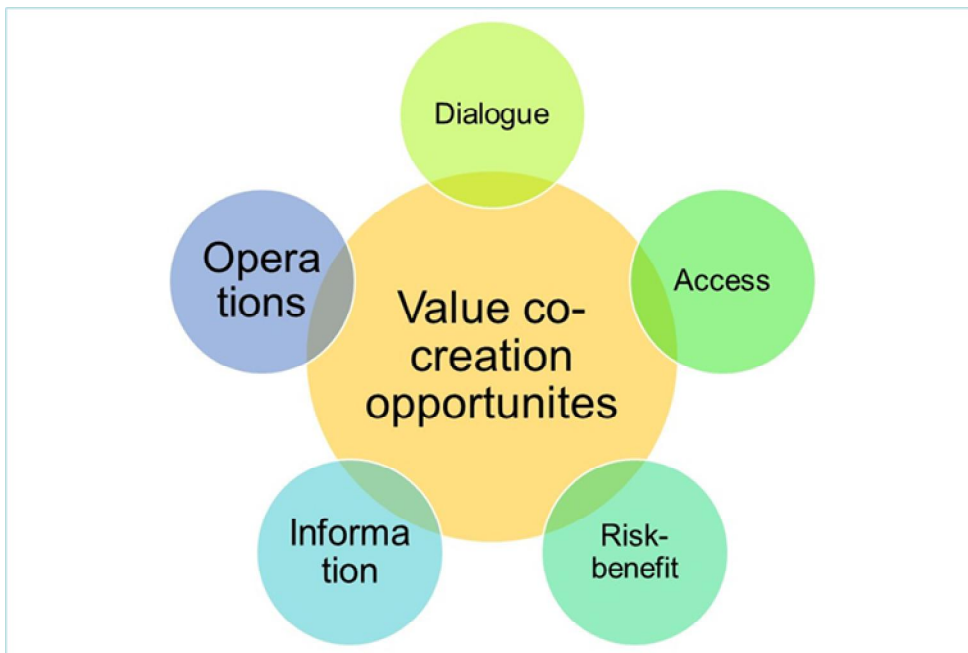 Dialogue
Opera
tions
Access
Value co-
creation
opportunites
Informa
tion
Risk-
benefit